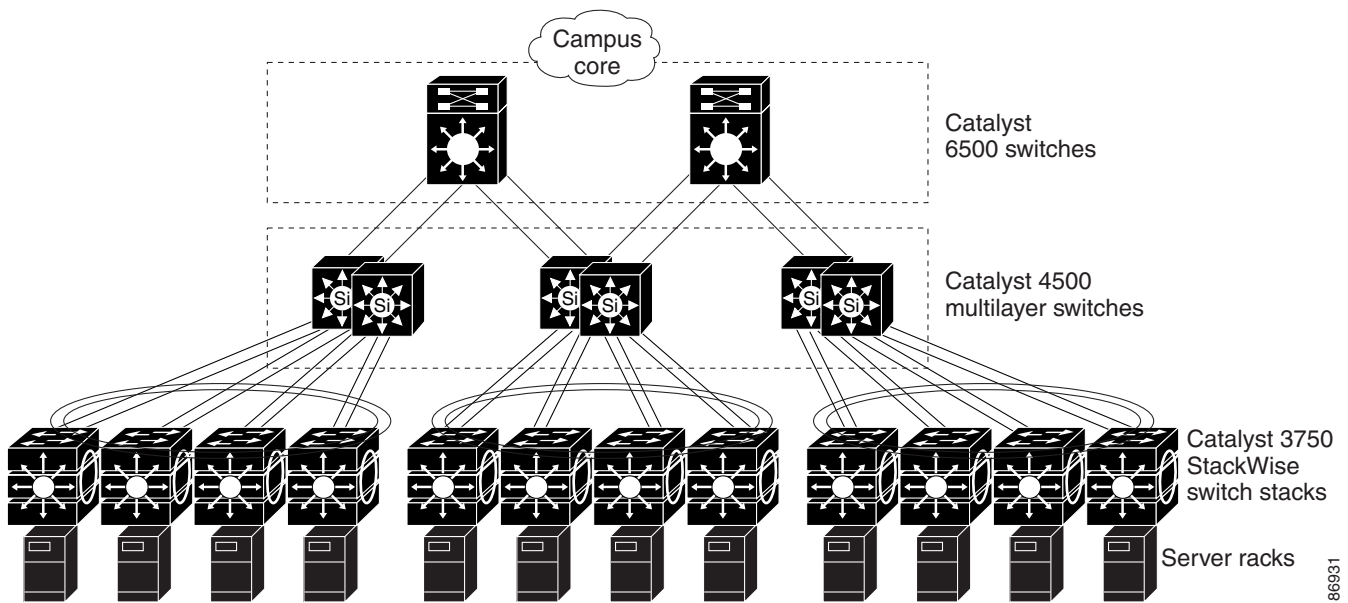 Campus
core
Catalyst
6500 switches
Si
Si
Si
Si
Si
Si
Catalyst 4500
multilayer switches
Catalyst 3750
StackWise
switch stacks
Server racks
86931